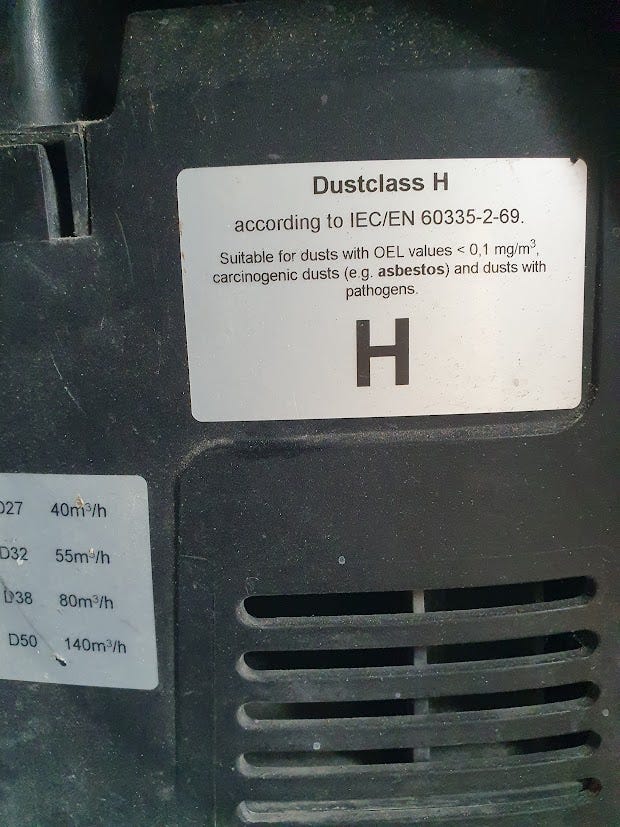 Dustclass H
according to IEC/EN 60335-2-69.
Suitable for dusts with OEL values < 0,1 mg/m³,
carcinogenic dusts (e.g. asbestos) and dusts with
pathogens.
H
D27 40m³/h
D32 55m³/h
D38 80m³/h
D50 140m³/h